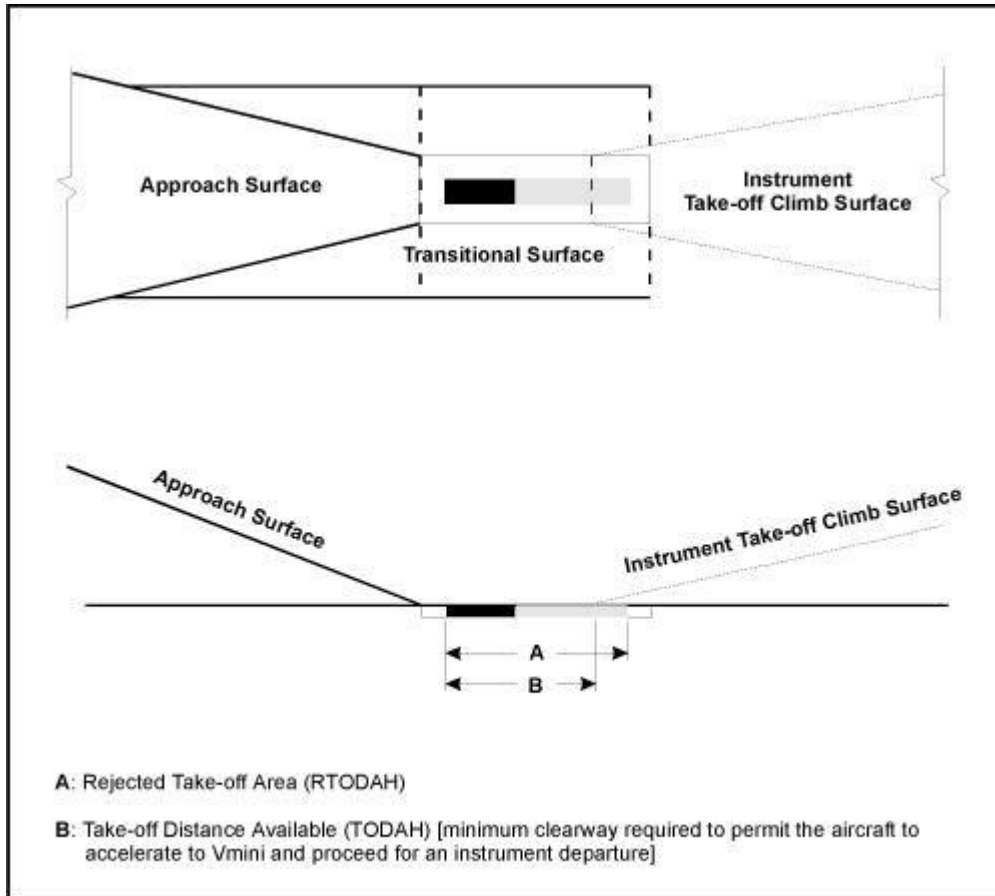 Approach Surface
Instrument
Take-off Climb Surface
Transitional Surface
Approach Surface
Instrument Take-off Climb Surface
A
B
A: Rejected Take-off Area (RTODAH)
B: Take-off Distance Available (TODAH) [minimum clearway required to permit the aircraft to
accelerate to Vmini and proceed for an instrument departure]